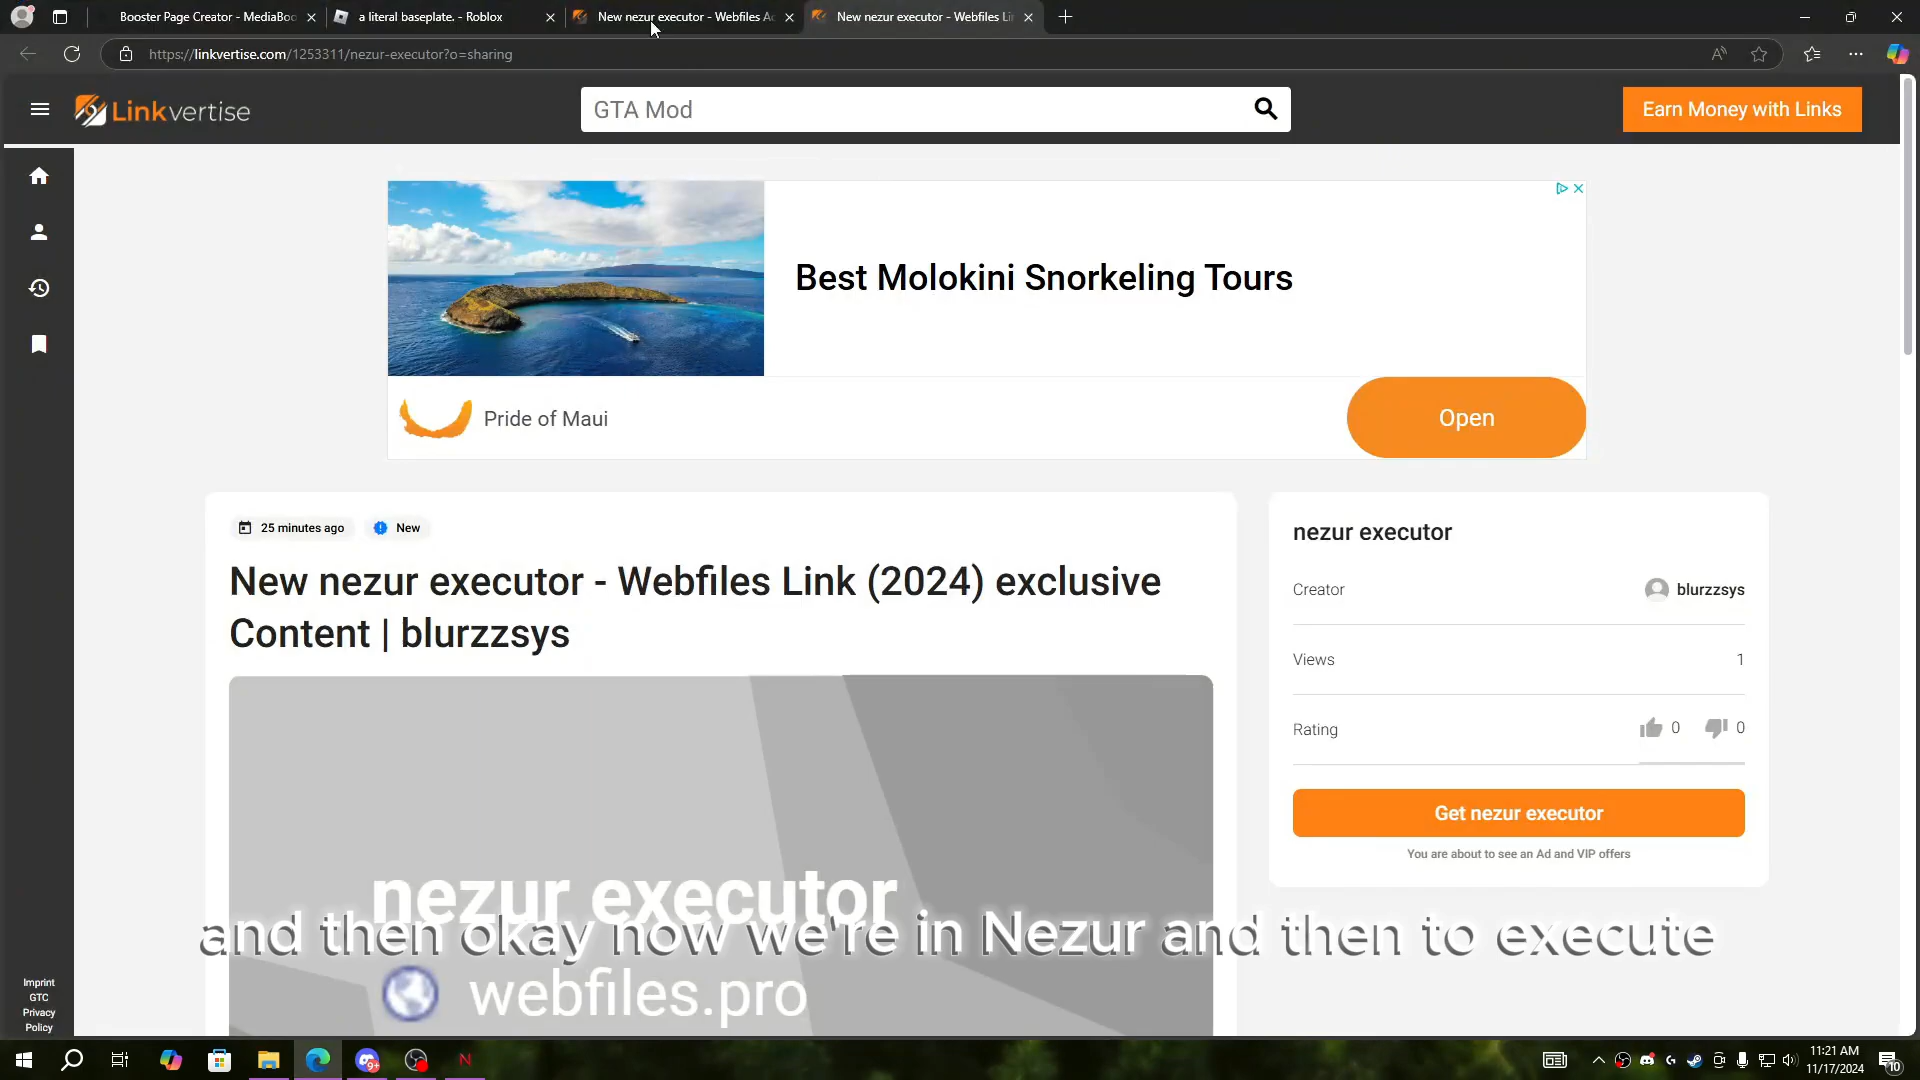 Booster Page Creator - MediaBoo
a literal baseplate. - Roblox
New nezur executor - Webfiles Ac
New nezur executor - Webfiles Li
https://linkvertise.com/1253311/nezur-executor?o=sharing
Linkvertise
GTA Mod
Earn Money with Links
Best Molokini Snorkeling Tours
Pride of Maui
Open
25 minutes ago
New
New nezur executor - Webfiles Link (2024) exclusive
Content | blurzzsys
nezur executor
Creator
blurzzsys
Views
1
Rating
0
0
Get nezur executor
You are about to see an Ad and VIP offers
nezur executor
and then okay now we're in Nezur and then to execute
webfiles.pro
Imprint
GTC
Privacy
Policy
11:21 AM
11/17/2024
10